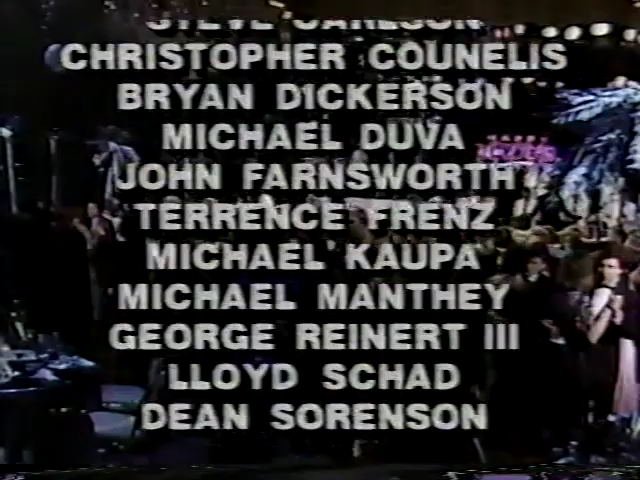 CHRISTOPHER COUNELIS
BRYAN DICKERSON
MICHAEL DUVA
JOHN FARNSWORTH
TERRENCE FRENZ
MICHAEL KAUPA
MICHAEL MANTHEY
GEORGE REINERT III
LLOYD SCHAD
DEAN SORENSON
HAPPY